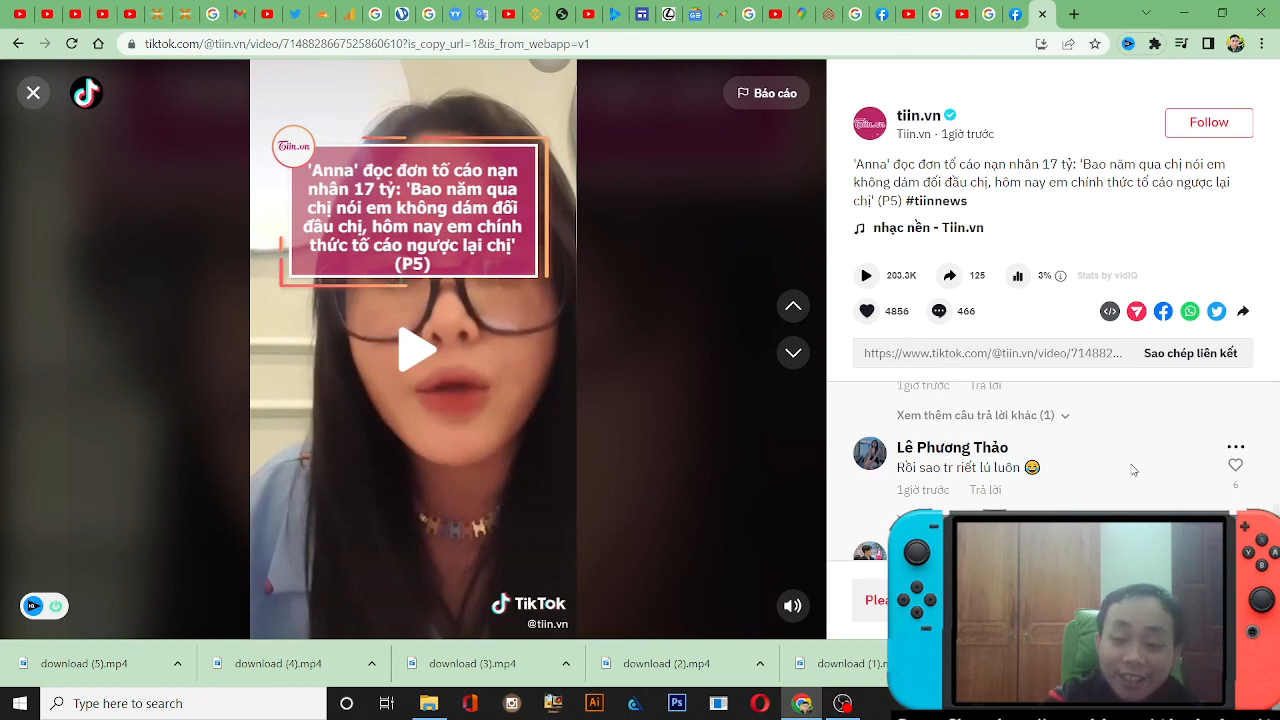 tiktok.com/@tiin.vn/video/7148828667525860610?is_copy_url=1&is_from_webapp=v1
Báo cáo
Tiin.vn
'Anna' đọc đơn tố cáo nạn
nhân 17 tỷ: 'Bao năm qua
chị nói em không dám đối
đầu chị, hôm nay em chính
thức tố cáo ngược lại chị'
(P5)
TikTok
@tiin.vn
tiin.vn
Tiin.vn · 1giờ trước
Follow
'Anna' đọc đơn tố cáo nạn nhân 17 tỷ: 'Bao năm qua chị nói em
không dám đối đầu chị, hôm nay em chính thức tố cáo ngược lại
chị' (P5) #tiinnews
nhạc nền - Tiin.vn
203.3K 125 3% Stats by vidIQ
4856 466
https://www.tiktok.com/@tiin.vn/video/714882... Sao chép liên kết
1giờ trước Trả lời
Xem thêm câu trả lời khác (1)
Lê Phương Thảo
Rồi sao tr riết lú luôn 😂
6
1giờ trước Trả lời
Plea
download (5).mp4 download (4).mp4 download (3).mp4 download (2).mp4 download (1).m
Type here to search